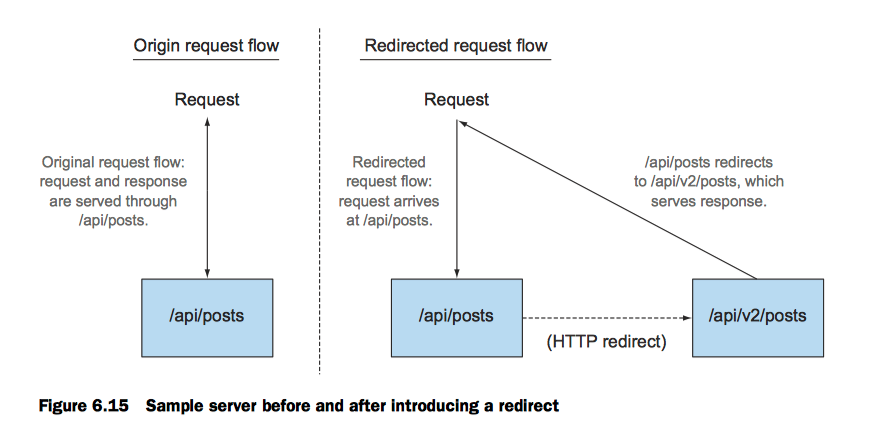 Origin request flow
Request
Original request flow:
request and response
are served through
/api/posts.
/api/posts
Redirected request flow
Request
Redirected
request flow:
request arrives
at /api/posts.
/api/posts redirects
to /api/v2/posts, which
serves response.
/api/posts
(HTTP redirect)
/api/v2/posts
Figure 6.15 Sample server before and after introducing a redirect